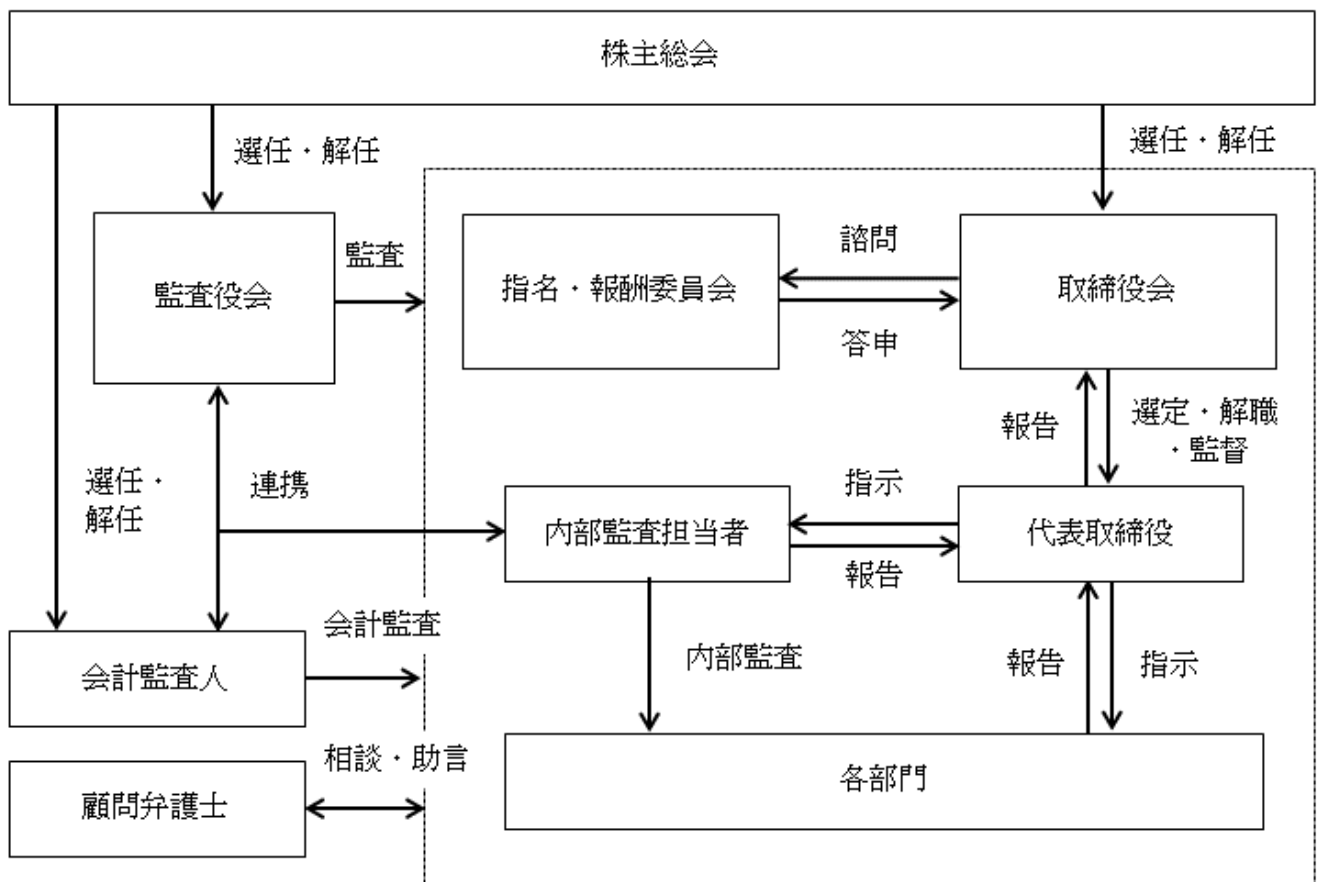 株主総会
選任・解任
選任・解任
監査役会
監査
指名・報酬委員会
諮問
答申
取締役会
報告
選定・解職
・監督
選任・
解任
連携
内部監査担当者
指示
報告
代表取締役
会計監査人
会計監査
内部監査
報告
指示
顧問弁護士
相談・助言
各部門